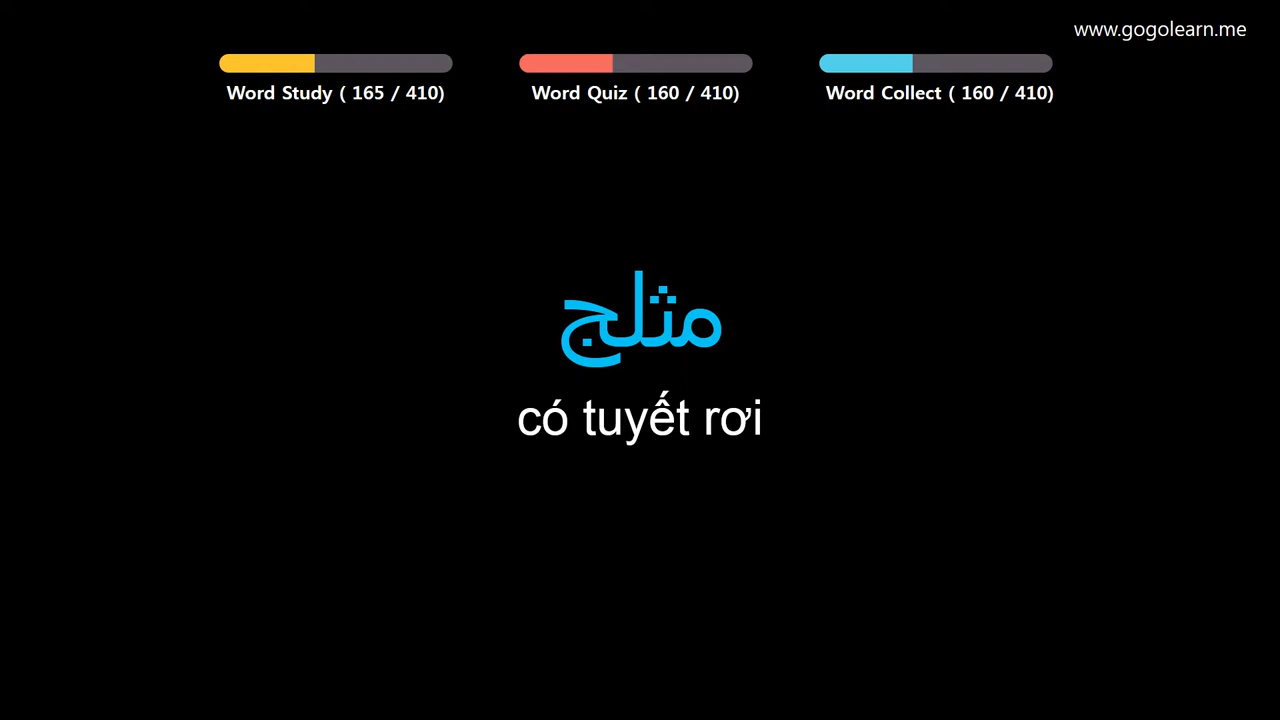 www.gogolearn.me
Word Study ( 165 / 410)
Word Quiz ( 160 / 410)
Word Collect ( 160 / 410)
مثلج
có tuyết rơi